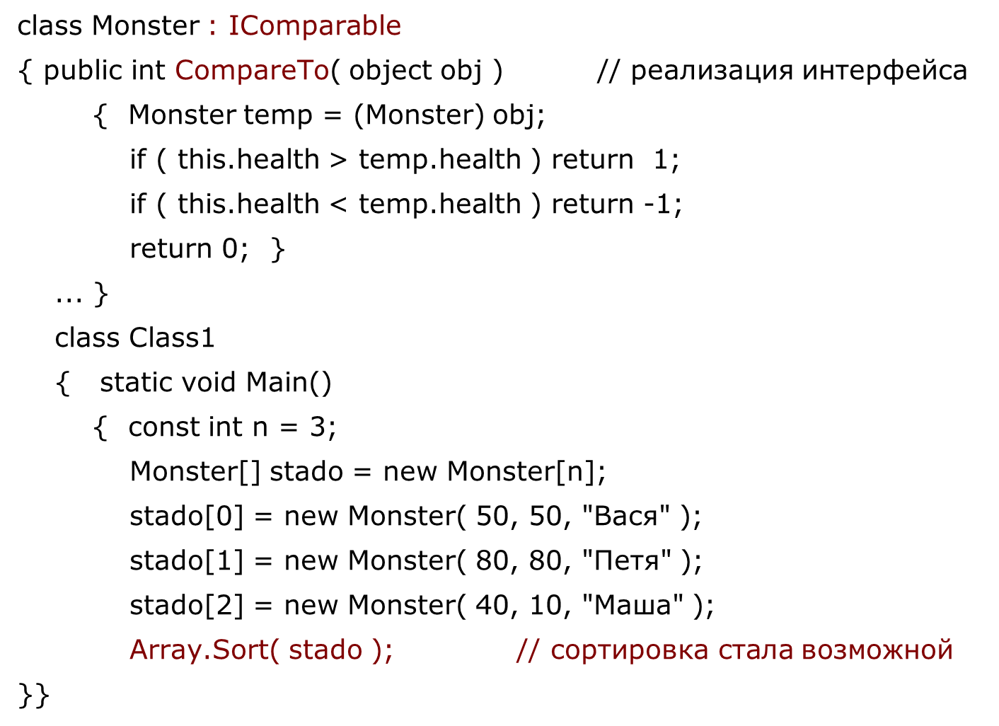 class Monster : IComparable
{ public int CompareTo( object obj ) // реализация интерфейса
{ Monster temp = (Monster) obj;
if ( this.health > temp.health ) return 1;
if ( this.health < temp.health ) return -1;
return 0; }
... }
class Class1
{ static void Main()
{ const int n = 3;
Monster[] stado = new Monster[n];
stado[0] = new Monster( 50, 50, "Вася" );
stado[1] = new Monster( 80, 80, "Петя" );
stado[2] = new Monster( 40, 10, "Маша" );
Array.Sort( stado ); // сортировка стала возможной
}}